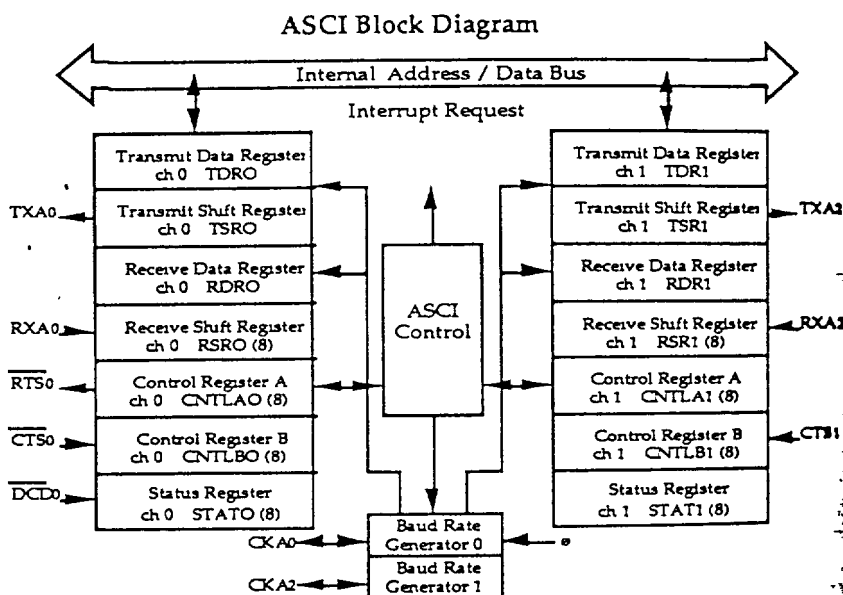 ASCI Block Diagram
Internal Address / Data Bus
Interrupt Request
Transmit Data Register
ch 0 TDRO
TXA0
Transmit Shift Register
ch 0 TSRO
Receive Data Register
ch 0 RDRO
RXA0
Receive Shift Register
ch 0 RSRO (8)
RTS0
Control Register A
ch 0 CNTLAO (8)
CTS0
Control Register B
ch 0 CNTLBO (8)
DCD0
Status Register
ch 0 STATO (8)
ASCI
Control
Transmit Data Register
ch 1 TDR1
Transmit Shift Register
ch 1 TSR1
TXA2
Receive Data Register
ch 1 RDR1
Receive Shift Register
ch 1 RSR1 (8)
RXA2
Control Register A
ch 1 CNTLA1 (8)
Control Register B
ch 1 CNTLB1 (8)
CTS1
Status Register
ch 1 STAT1 (8)
CKA0
Baud Rate
Generator 0
CKA2
Baud Rate
Generator 1